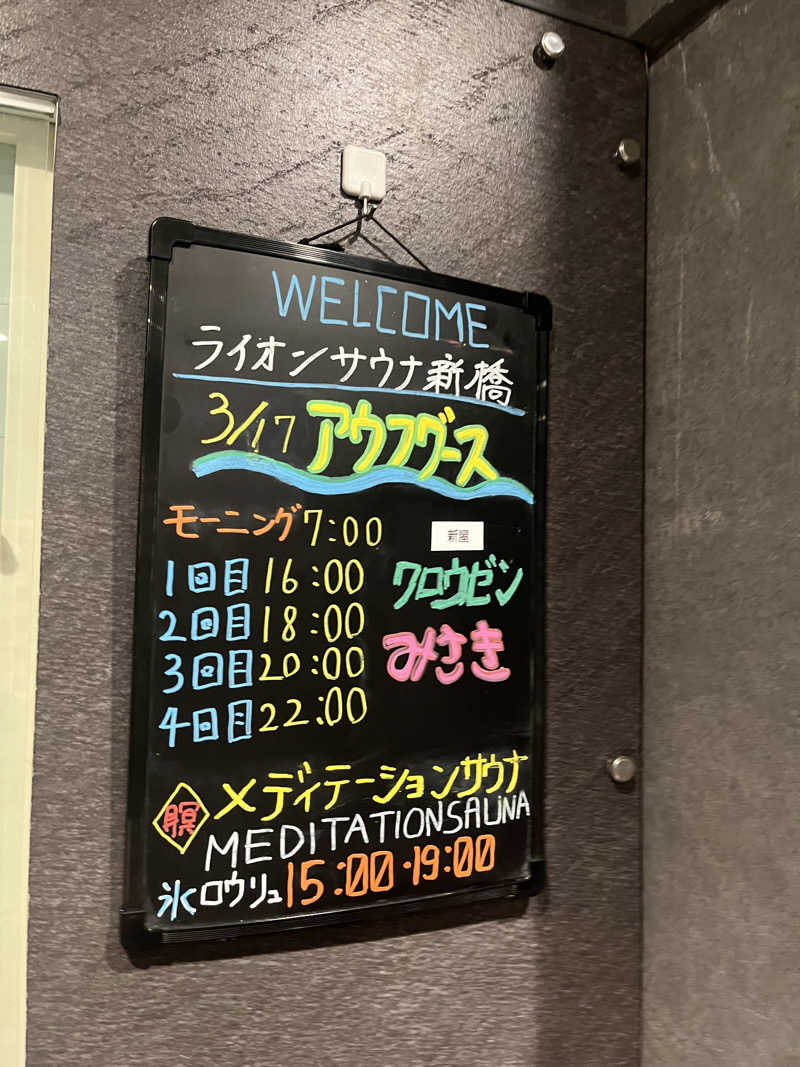 WELCOME
ライオンサウナ新橋
3/17 アウフグース
モーニング 7:00 新屋
1回目 16:00 クロウゼン
2回目 18:00
3回目 20:00 みさき
4回目 22:00
瞑 メディテーションサウナ
MEDITATIONSAUNA
氷ロウリュ 15:00・19:00